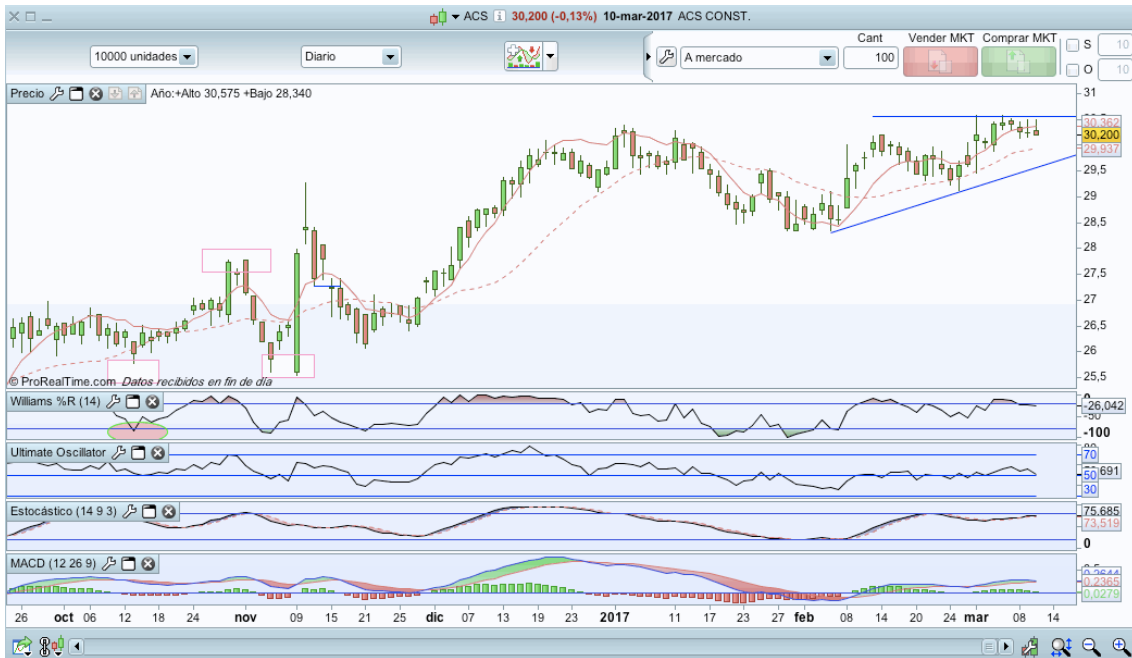 ACS 30,200 (-0,13%) 10-mar-2017 ACS CONST.
10000 unidades
Diario
A mercado
Cant
100
Vender MKT
Comprar MKT
S
10
O
10
Precio
Año:+Alto 30,575 +Bajo 28,340
31
30,362
30,200
29,937
29,5
29
28,5
28
27,5
27
26,5
26
25,5
© ProRealTime.com Datos recibidos en fin de día
Williams %R (14)
-26,042
-100
Ultimate Oscillator
70
50
30
Estocástico (14 9 3)
75,685
73,519
0
MACD (12 26 9)
0,2644
0,2365
0,0279
26 oct 06 12 18 24 nov 09 15 21 25 dic 07 13 19 23 2017 06 11 17 23 27 feb 08 14 20 24 mar 08 14